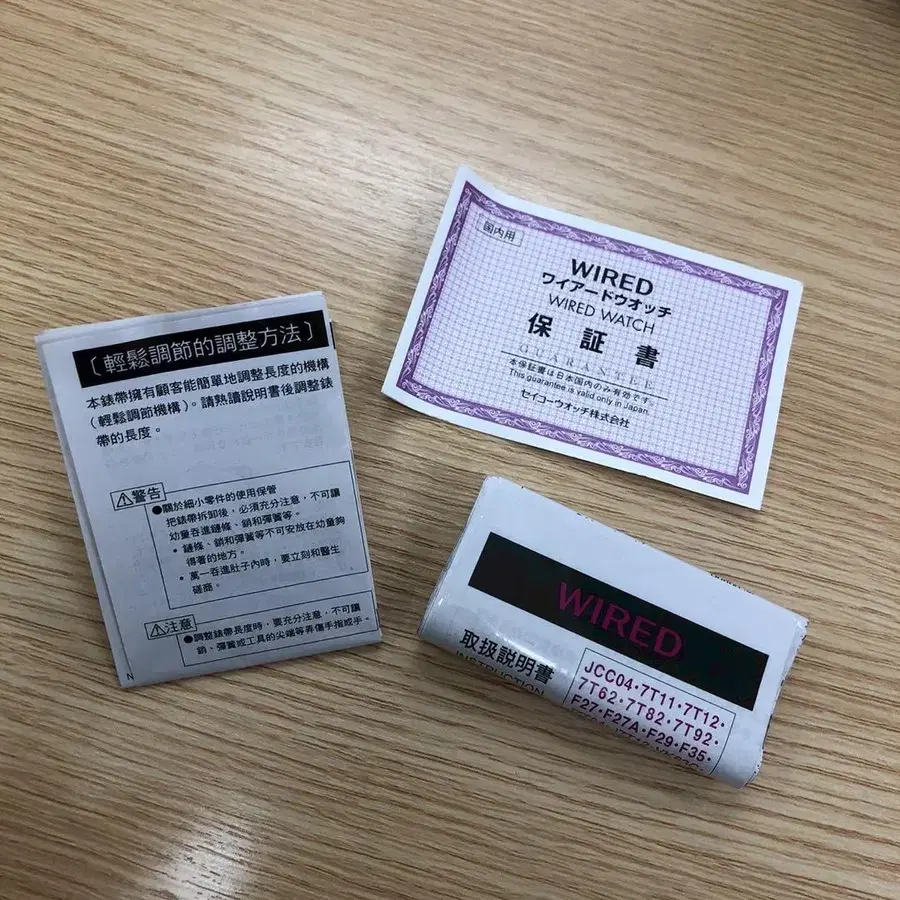 〔輕鬆調節的調整方法〕
本錶帶擁有顧客能簡單地調整長度的機構
(輕鬆調節機構)。請熟讀說明書後調整錶
帶的長度。
⚠警告
●關於細小零件的使用保管
把錶帶拆卸後，必須充分注意，不可讓
幼童吞進鏈條、銷和彈簧等。
・鏈條、銷和彈簧等不可安放在幼童夠
得著的地方。
・萬一吞進肚子內時，要立刻和醫生
磋商。
⚠注意
●調整錶帶長度時，要充分注意，不可讓
銷、彈簧或工具的尖端等弄傷手指或手。
N
国内用
WIRED
ワイアードウオッチ
WIRED WATCH
保証書
GUARANTEE
本保証書は日本国内のみ有効です。
This guarantee is valid only in Japan.
セイコーウオッチ株式会社
WIRED
取扱説明書
INSTRUCTION
JCC04・7T11・7T12・
7T62・7T82・7T92・
F27・F27A・F29・F35・